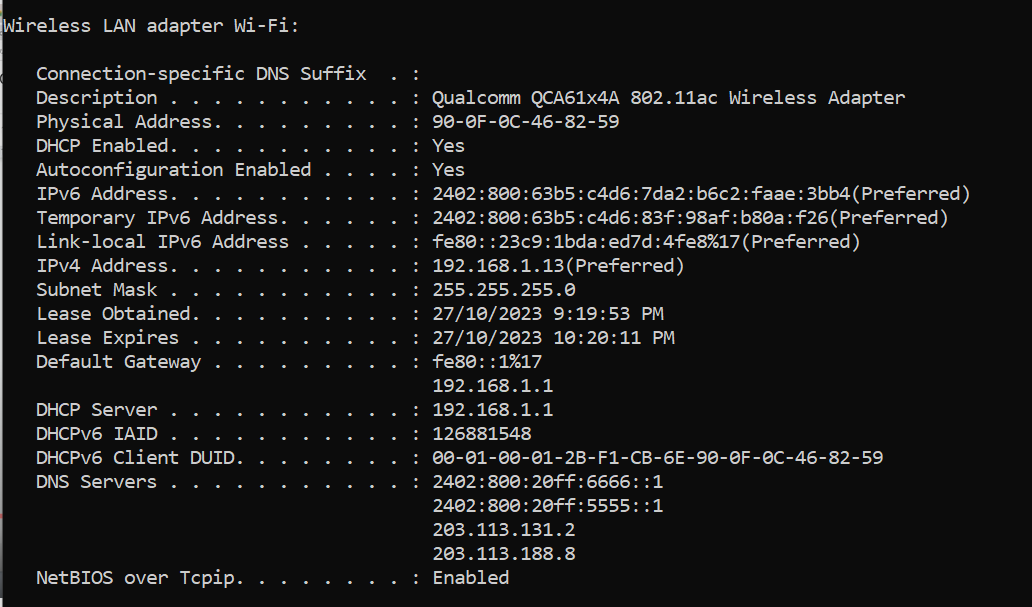 Wireless LAN adapter Wi-Fi:
Connection-specific DNS Suffix  . :
Description . . . . . . . . . . . : Qualcomm QCA61x4A 802.11ac Wireless Adapter
Physical Address. . . . . . . . . : 90-0F-0C-46-82-59
DHCP Enabled. . . . . . . . . . . : Yes
Autoconfiguration Enabled . . . . : Yes
IPv6 Address. . . . . . . . . . . : 2402:800:63b5:c4d6:7da2:b6c2:faae:3bb4(Preferred)
Temporary IPv6 Address. . . . . . : 2402:800:63b5:c4d6:83f:98af:b80a:f26(Preferred)
Link-local IPv6 Address . . . . . : fe80::23c9:1bda:ed7d:4fe8%17(Preferred)
IPv4 Address. . . . . . . . . . . : 192.168.1.13(Preferred)
Subnet Mask . . . . . . . . . . . : 255.255.255.0
Lease Obtained. . . . . . . . . . : 27/10/2023 9:19:53 PM
Lease Expires . . . . . . . . . . : 27/10/2023 10:20:11 PM
Default Gateway . . . . . . . . . : fe80::1%17
192.168.1.1
DHCP Server . . . . . . . . . . . : 192.168.1.1
DHCPv6 IAID . . . . . . . . . . . : 126881548
DHCPv6 Client DUID. . . . . . . . : 00-01-00-01-2B-F1-CB-6E-90-0F-0C-46-82-59
DNS Servers . . . . . . . . . . . : 2402:800:20ff:6666::1
2402:800:20ff:5555::1
203.113.131.2
203.113.188.8
NetBIOS over Tcpip. . . . . . . . : Enabled